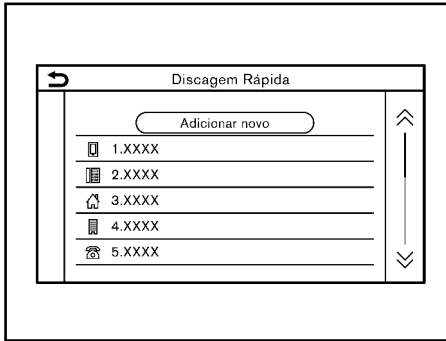 Discagem Rápida
Adicionar novo
1.XXXX
2.XXXX
3.XXXX
4.XXXX
5.XXXX